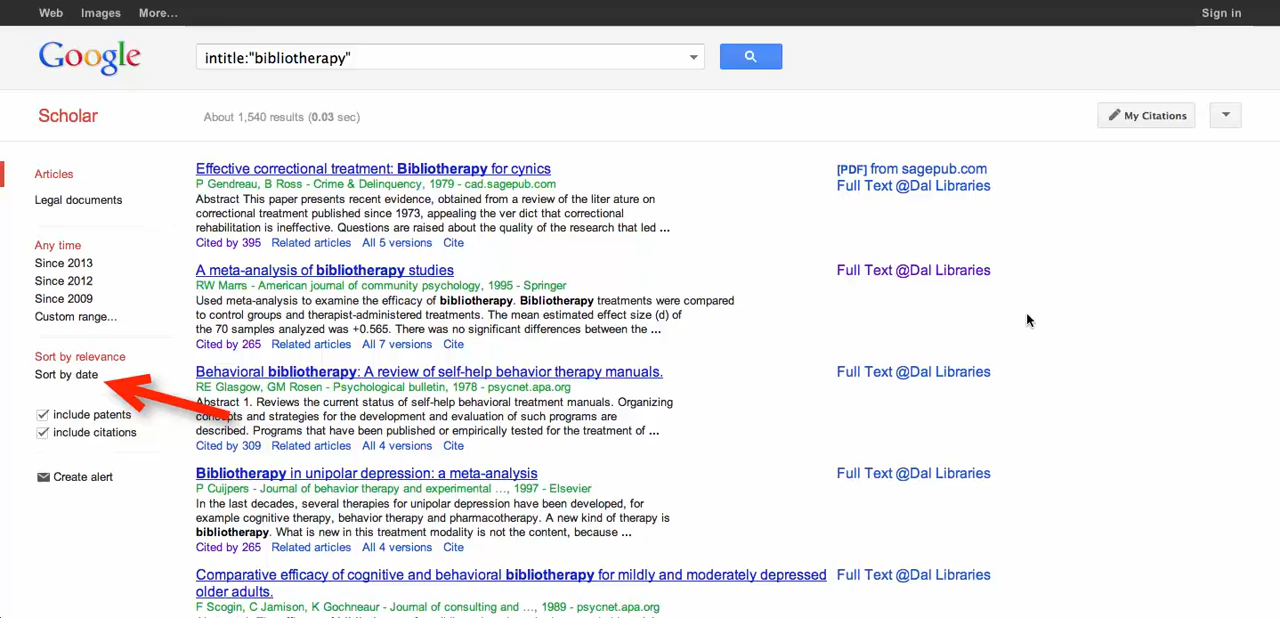 Web Images More... Sign in
Google
intitle:"bibliotherapy"
Scholar
About 1,540 results (0.03 sec)
My Citations
Articles
Legal documents
Any time
Since 2013
Since 2012
Since 2009
Custom range...
Sort by relevance
Sort by date
include patents
include citations
Create alert
Effective correctional treatment: Bibliotherapy for cynics
P Gendreau, B Ross - Crime & Delinquency, 1979 - cad.sagepub.com
Abstract This paper presents recent evidence, obtained from a review of the liter ature on
correctional treatment published since 1973, appealing the ver dict that correctional
rehabilitation is ineffective. Questions are raised about the quality of the research that led ...
Cited by 395 Related articles All 5 versions Cite
[PDF] from sagepub.com
Full Text @Dal Libraries
A meta-analysis of bibliotherapy studies
RW Marrs - American journal of community psychology, 1995 - Springer
Used meta-analysis to examine the efficacy of bibliotherapy. Bibliotherapy treatments were compared
to control groups and therapist-administered treatments. The mean estimated effect size (d) of
the 70 samples analyzed was +0.565. There was no significant differences between the ...
Cited by 265 Related articles All 7 versions Cite
Full Text @Dal Libraries
Behavioral bibliotherapy: A review of self-help behavior therapy manuals.
RE Glasgow, GM Rosen - Psychological bulletin, 1978 - psycnet.apa.org
Abstract 1. Reviews the current status of self-help behavioral treatment manuals. Organizing
concepts and strategies for the development and evaluation of such programs are
described. Programs that have been published or empirically tested for the treatment of ...
Cited by 309 Related articles All 4 versions Cite
Full Text @Dal Libraries
Bibliotherapy in unipolar depression: a meta-analysis
P Cuijpers - Journal of behavior therapy and experimental ..., 1997 - Elsevier
In the last decades, several therapies for unipolar depression have been developed, for
example cognitive therapy, behavior therapy and pharmacotherapy. A new kind of therapy is
bibliotherapy. What is new in this treatment modality is not the content, because ...
Cited by 265 Related articles All 4 versions Cite
Full Text @Dal Libraries
Comparative efficacy of cognitive and behavioral bibliotherapy for mildly and moderately depressed
older adults.
F Scogin, C Jamison, K Gochneaur - Journal of consulting and ..., 1989 - psycnet.apa.org
Full Text @Dal Libraries